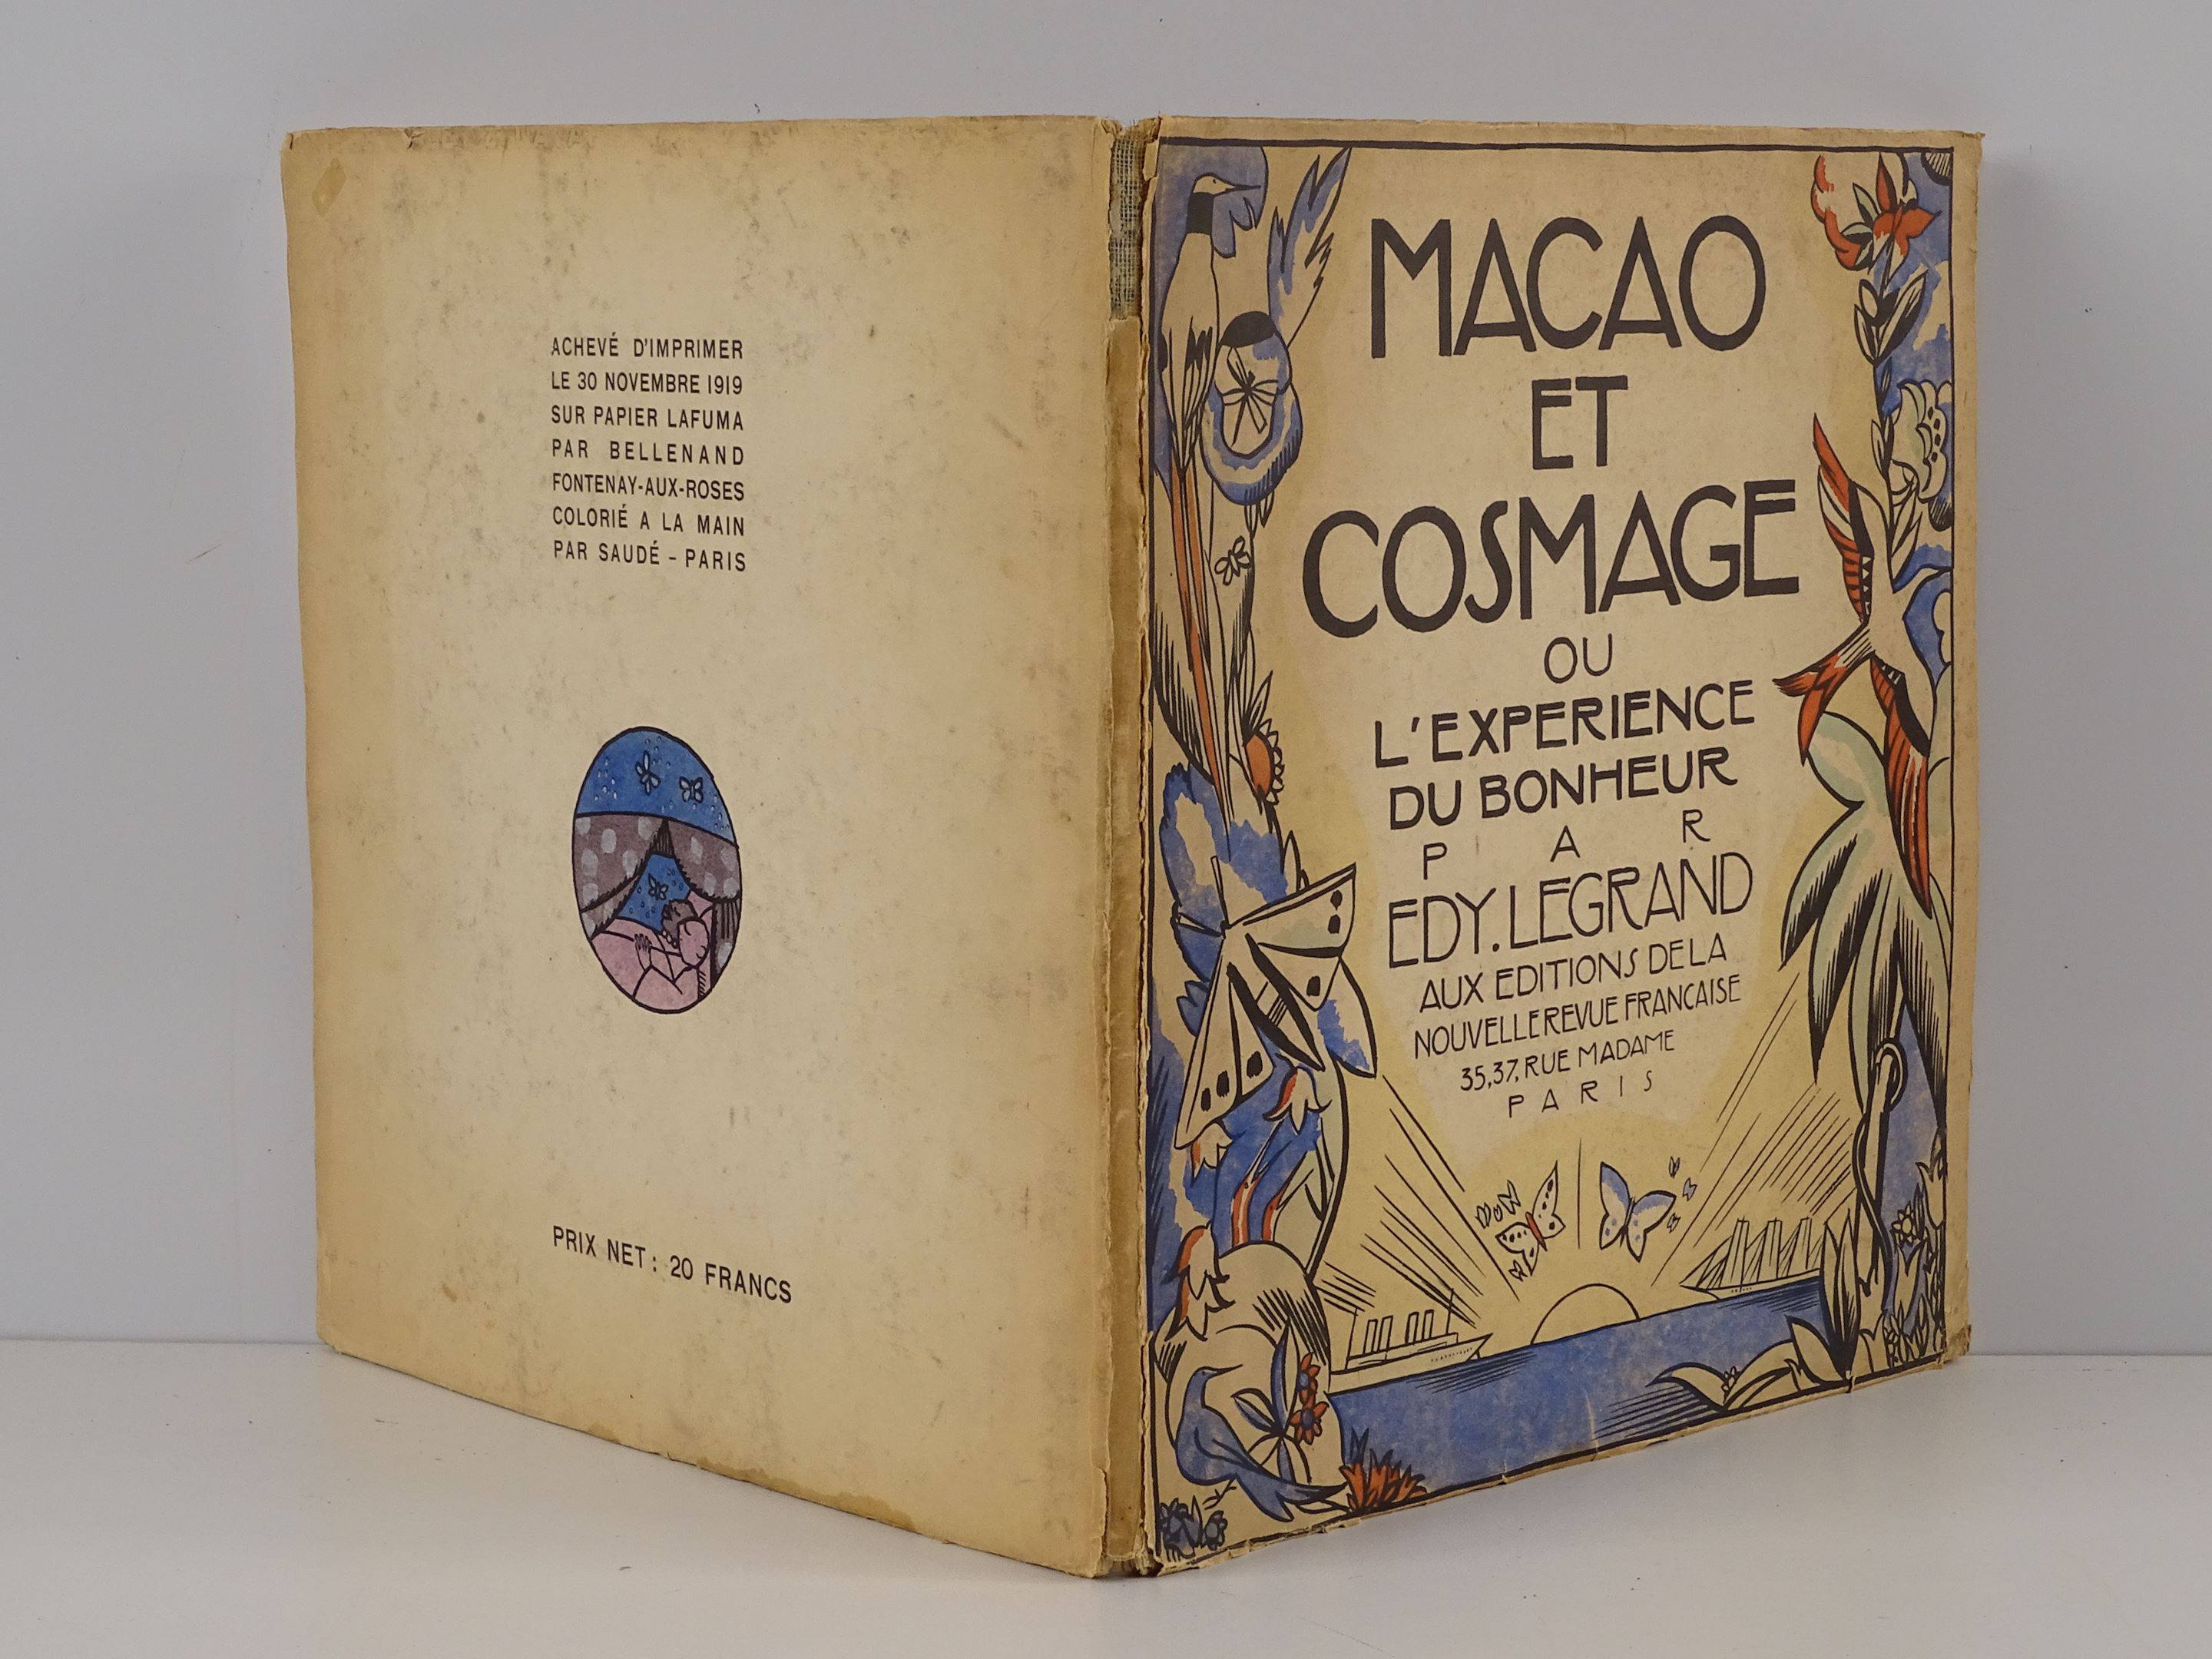 ACHEVÉ D'IMPRIMER
LE 30 NOVEMBRE 1919
SUR PAPIER LAFUMA
PAR BELLENAND
FONTENAY-AUX-ROSES
COLORIÉ A LA MAIN
PAR SAUDÉ - PARIS
PRIX NET: 20 FRANCS
MACAO
ET
COSMAGE
OU
L'EXPERIENCE
DU BONHEUR
PAR
EDY.LEGRAND
AUX EDITIONS DE LA
NOUVELLE REVUE FRANCAISE
35,37, RUE MADAME
PARIS